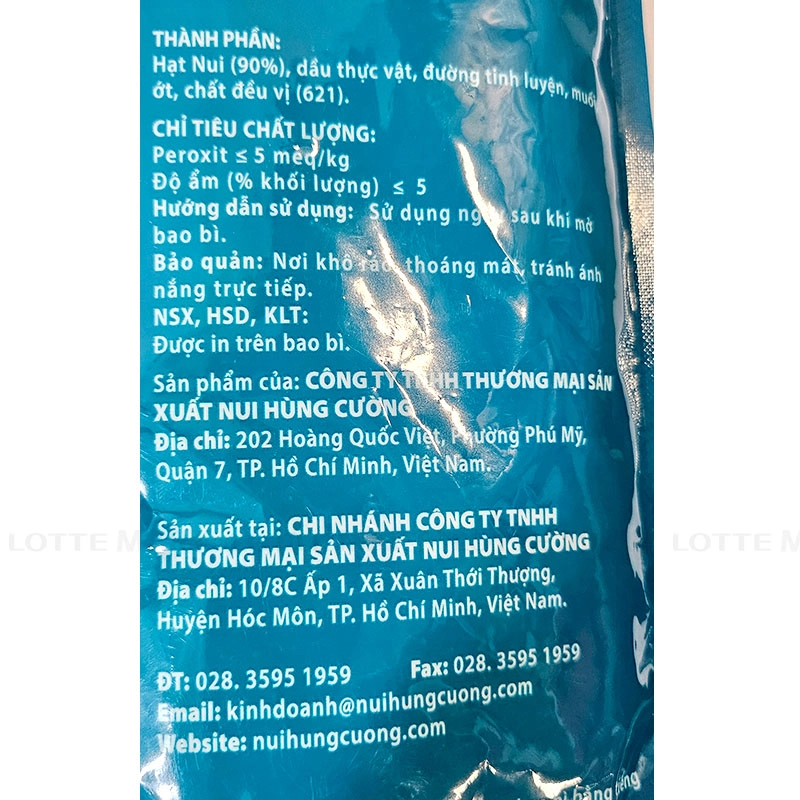 THÀNH PHẦN:
Hạt Nui (90%), dầu thực vật, đường tinh luyện, muối
ớt, chất đều vị (621).
CHỈ TIÊU CHẤT LƯỢNG:
Peroxit ≤ 5 meq/kg
Độ ẩm (% khối lượng) ≤ 5
Hướng dẫn sử dụng: Sử dụng ngay sau khi mở
bao bì.
Bảo quản: Nơi khô ráo, thoáng mát, tránh ánh
nắng trực tiếp.
NSX, HSD, KLT:
Được in trên bao bì.
Sản phẩm của: CÔNG TY TNHH THƯƠNG MẠI SẢN
XUẤT NUI HÙNG CƯỜNG
Địa chỉ: 202 Hoàng Quốc Việt, Phường Phú Mỹ,
Quận 7, TP. Hồ Chí Minh, Việt Nam.
Sản xuất tại: CHI NHÁNH CÔNG TY TNHH
THƯƠNG MẠI SẢN XUẤT NUI HÙNG CƯỜNG
LOTTE M LOTTE M
Địa chỉ: 10/8C Ấp 1, Xã Xuân Thới Thượng,
Huyện Hóc Môn, TP. Hồ Chí Minh, Việt Nam.
ĐT: 028. 3595 1959 Fax: 028. 3595 1959
Email: kinhdoanh@nuihungcuong.com
Website: nuihungcuong.com
bằng tiếng